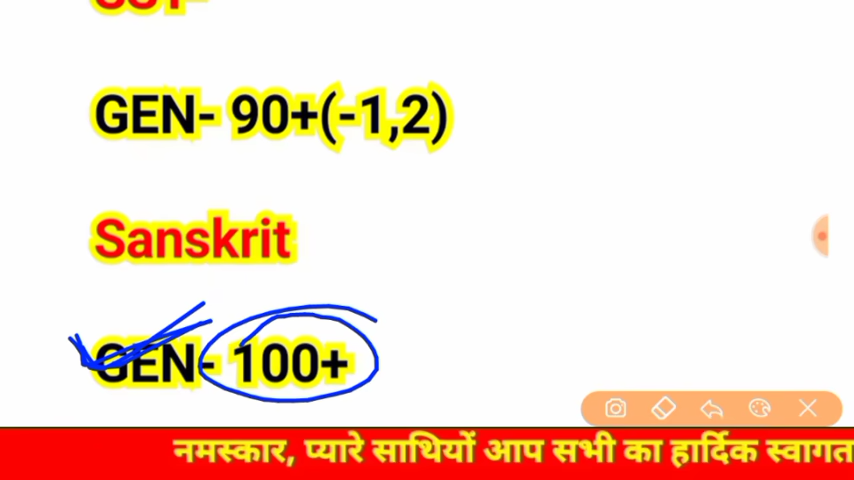 GEN- 90+(-1,2)
Sanskrit
GEN- 100+
नमस्कार, प्यारे साथियों आप सभी का हार्दिक स्वागत